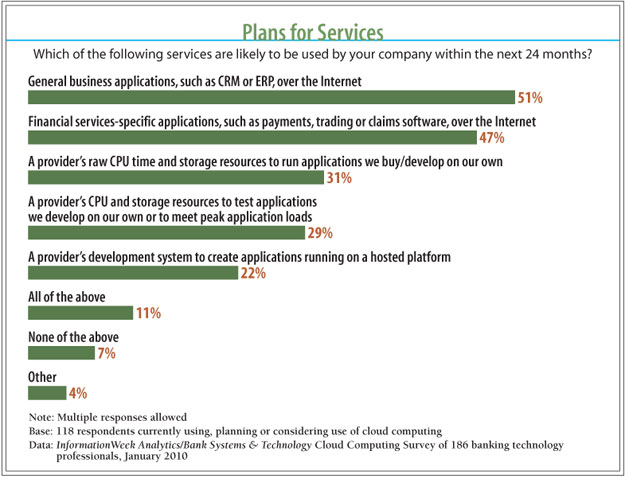 Plans for Services
Which of the following services are likely to be used by your company within the next 24 months?
General business applications, such as CRM or ERP, over the Internet
51%
Financial services-specific applications, such as payments, trading or claims software, over the Internet
47%
A provider's raw CPU time and storage resources to run applications we buy/develop on our own
31%
A provider's CPU and storage resources to test applications
we develop on our own or to meet peak application loads
29%
A provider's development system to create applications running on a hosted platform
22%
All of the above
11%
None of the above
7%
Other
4%
Note: Multiple responses allowed
Base: 118 respondents currently using, planning or considering use of cloud computing
Data: InformationWeek Analytics/Bank Systems & Technology Cloud Computing Survey of 186 banking technology
professionals, January 2010